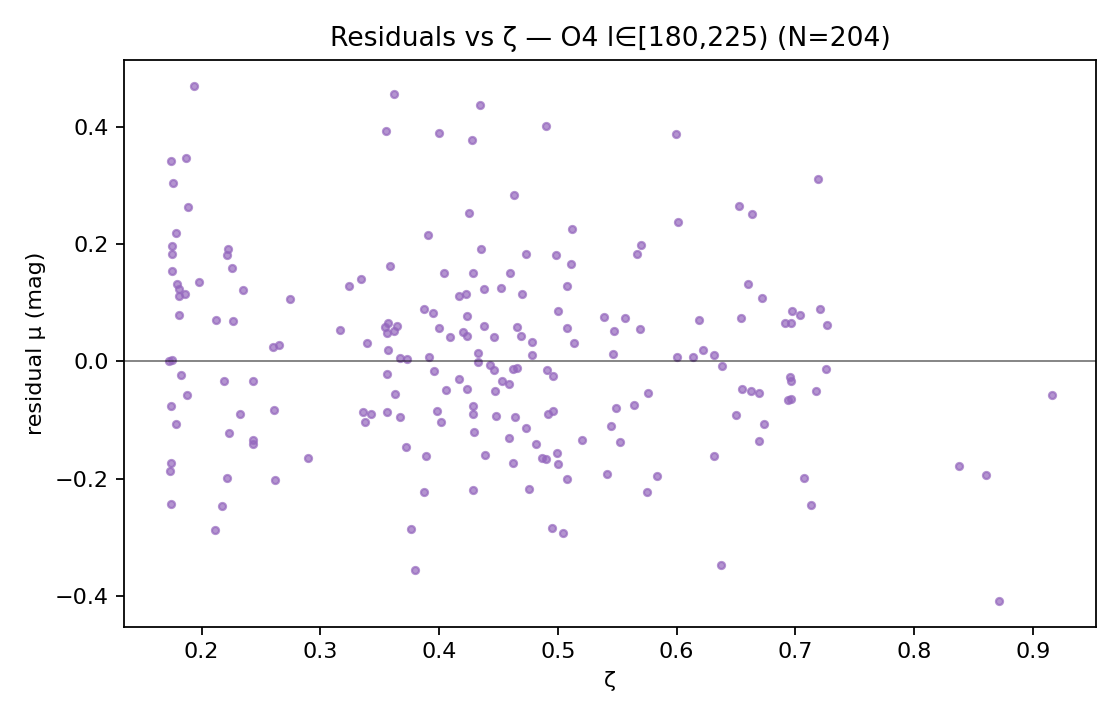 Residuals vs ζ — O4 l∈[180,225) (N=204)
residual μ (mag)
0.4
0.2
0.0
−0.2
−0.4
0.2 0.3 0.4 0.5 0.6 0.7 0.8 0.9
ζ